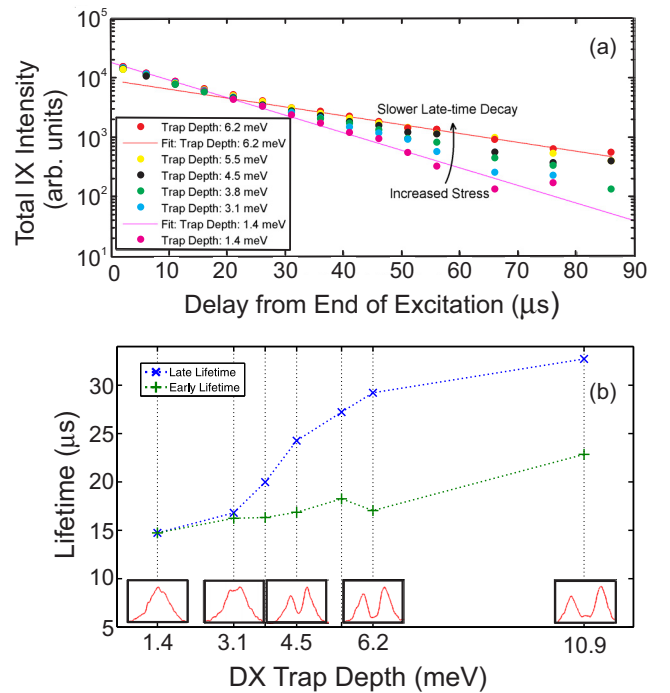 (a)
10^5
10^4
10^3
10^2
10^1
Total IX Intensity
(arb. units)
Trap Depth: 6.2 meV
Fit: Trap Depth: 6.2 meV
Trap Depth: 5.5 meV
Trap Depth: 4.5 meV
Trap Depth: 3.8 meV
Trap Depth: 3.1 meV
Fit: Trap Depth: 1.4 meV
Trap Depth: 1.4 meV
Slower Late-time Decay
Increased Stress
0 10 20 30 40 50 60 70 80 90
Delay from End of Excitation (μs)
(b)
Late Lifetime
Early Lifetime
30
25
20
15
10
5
Lifetime (μs)
1.4 3.1 4.5 6.2 10.9
DX Trap Depth (meV)